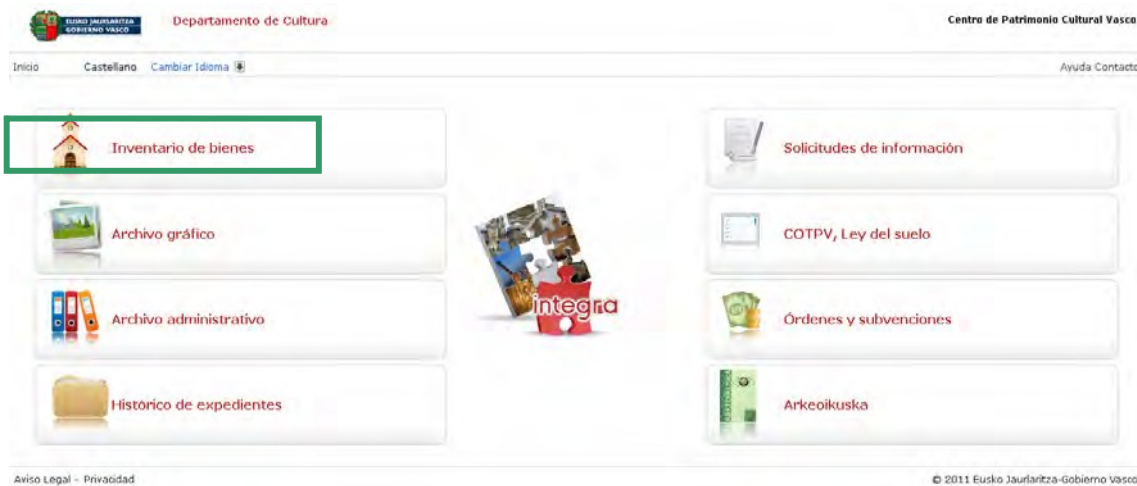 EUSKO JAURLARITZA
GOBIERNO VASCO
Departamento de Cultura
Centro de Patrimonio Cultural Vasco
Inicio Castellano Cambiar Idioma
Ayuda Contacto
Inventario de bienes
Archivo gráfico
Archivo administrativo
Histórico de expedientes
integra
Solicitudes de información
COTPV, Ley del suelo
Órdenes y subvenciones
Arkeoikuska
Aviso Legal - Privacidad
© 2011 Eusko Jaurlaritza-Gobierno Vasco